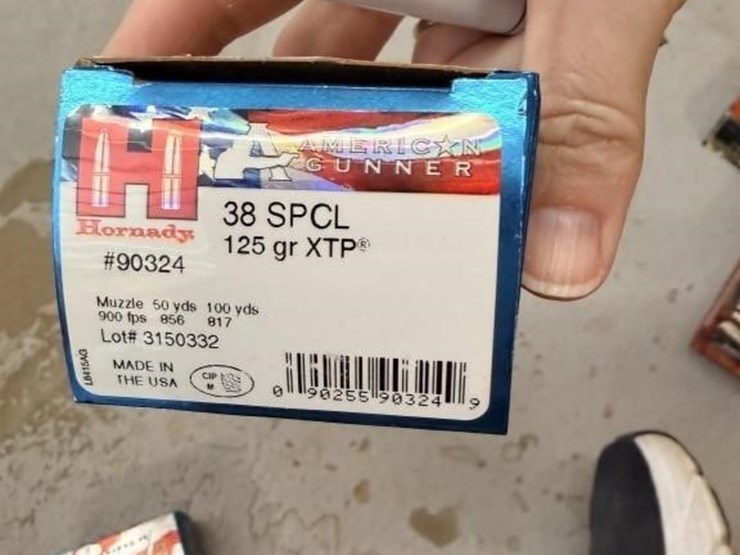 AMERICAN
GUNNER
Hornady®
#90324
38 SPCL
125 gr XTP®
Muzzle 50 yds 100 yds
900 fps 856 817
Lot# 3150332
MADE IN
THE USA
CIP
M
LB415AG
0 90255 90324 9